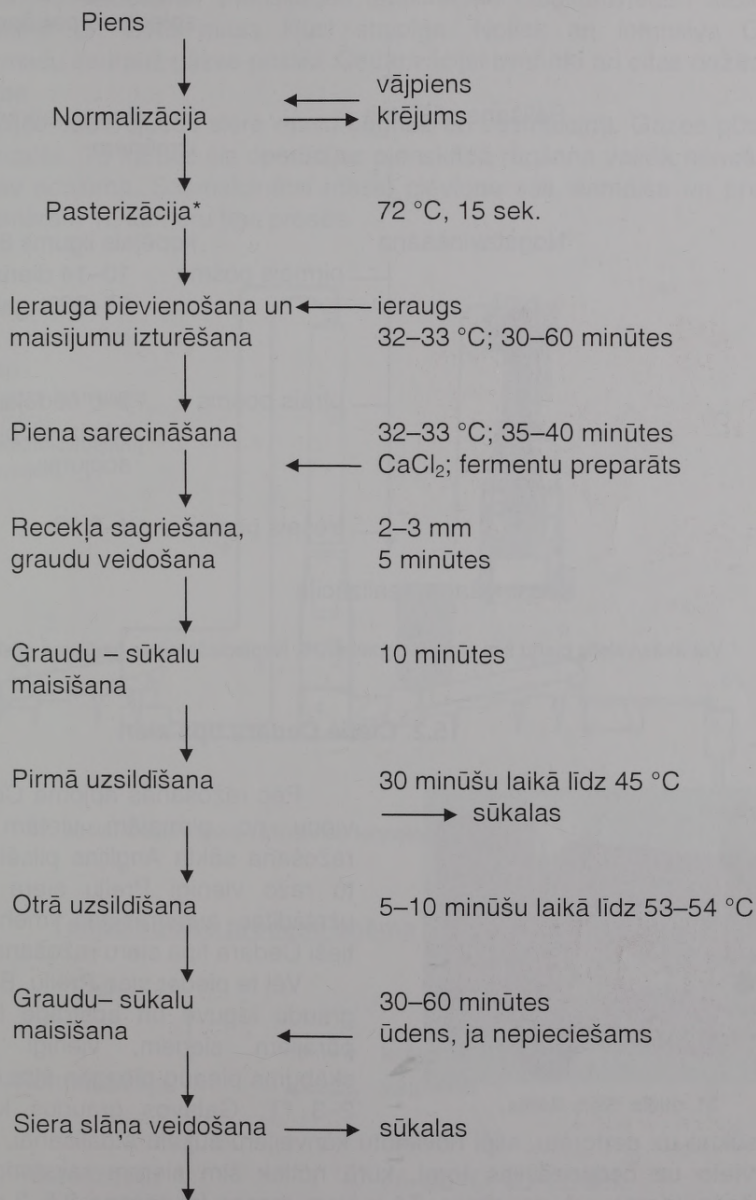 Piens
vājpiens
Normalizācija
krējums
Pasterizācija*
72 °C, 15 sek.
Ierauga pievienošana un
ieraugs
maisījumu izturēšana
32–33 °C; 30–60 minūtes
Piena sarecināšana
32–33 °C; 35–40 minūtes
CaCl₂; fermentu preparāts
Recekļa sagriešana,
2–3 mm
graudu veidošana
5 minūtes
Graudu – sūkalu
10 minūtes
maisīšana
Pirmā uzsildīšana
30 minūšu laikā līdz 45 °C
sūkalas
Otrā uzsildīšana
5–10 minūšu laikā līdz 53–54 °C
Graudu– sūkalu
30–60 minūtes
maisīšana
ūdens, ja nepieciešams
Siera slāņa veidošana
sūkalas